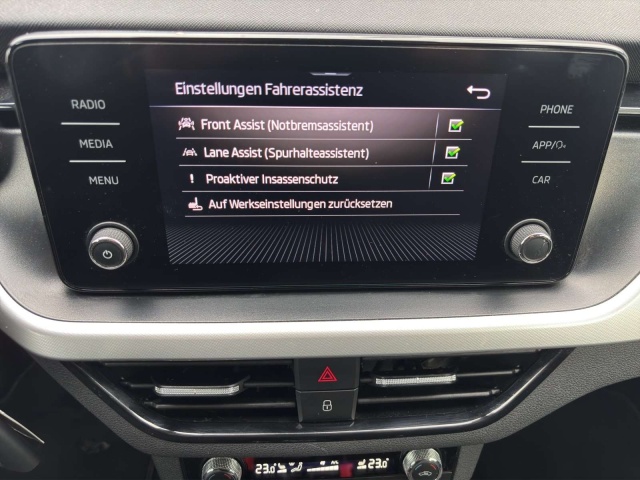 RADIO
MEDIA
MENU
Einstellungen Fahrerassistenz
Front Assist (Notbremsassistent)
Lane Assist (Spurhalteassistent)
Proaktiver Insassenschutz
Auf Werkseinstellungen zurücksetzen
PHONE
APP/
CAR
23.0
23.0